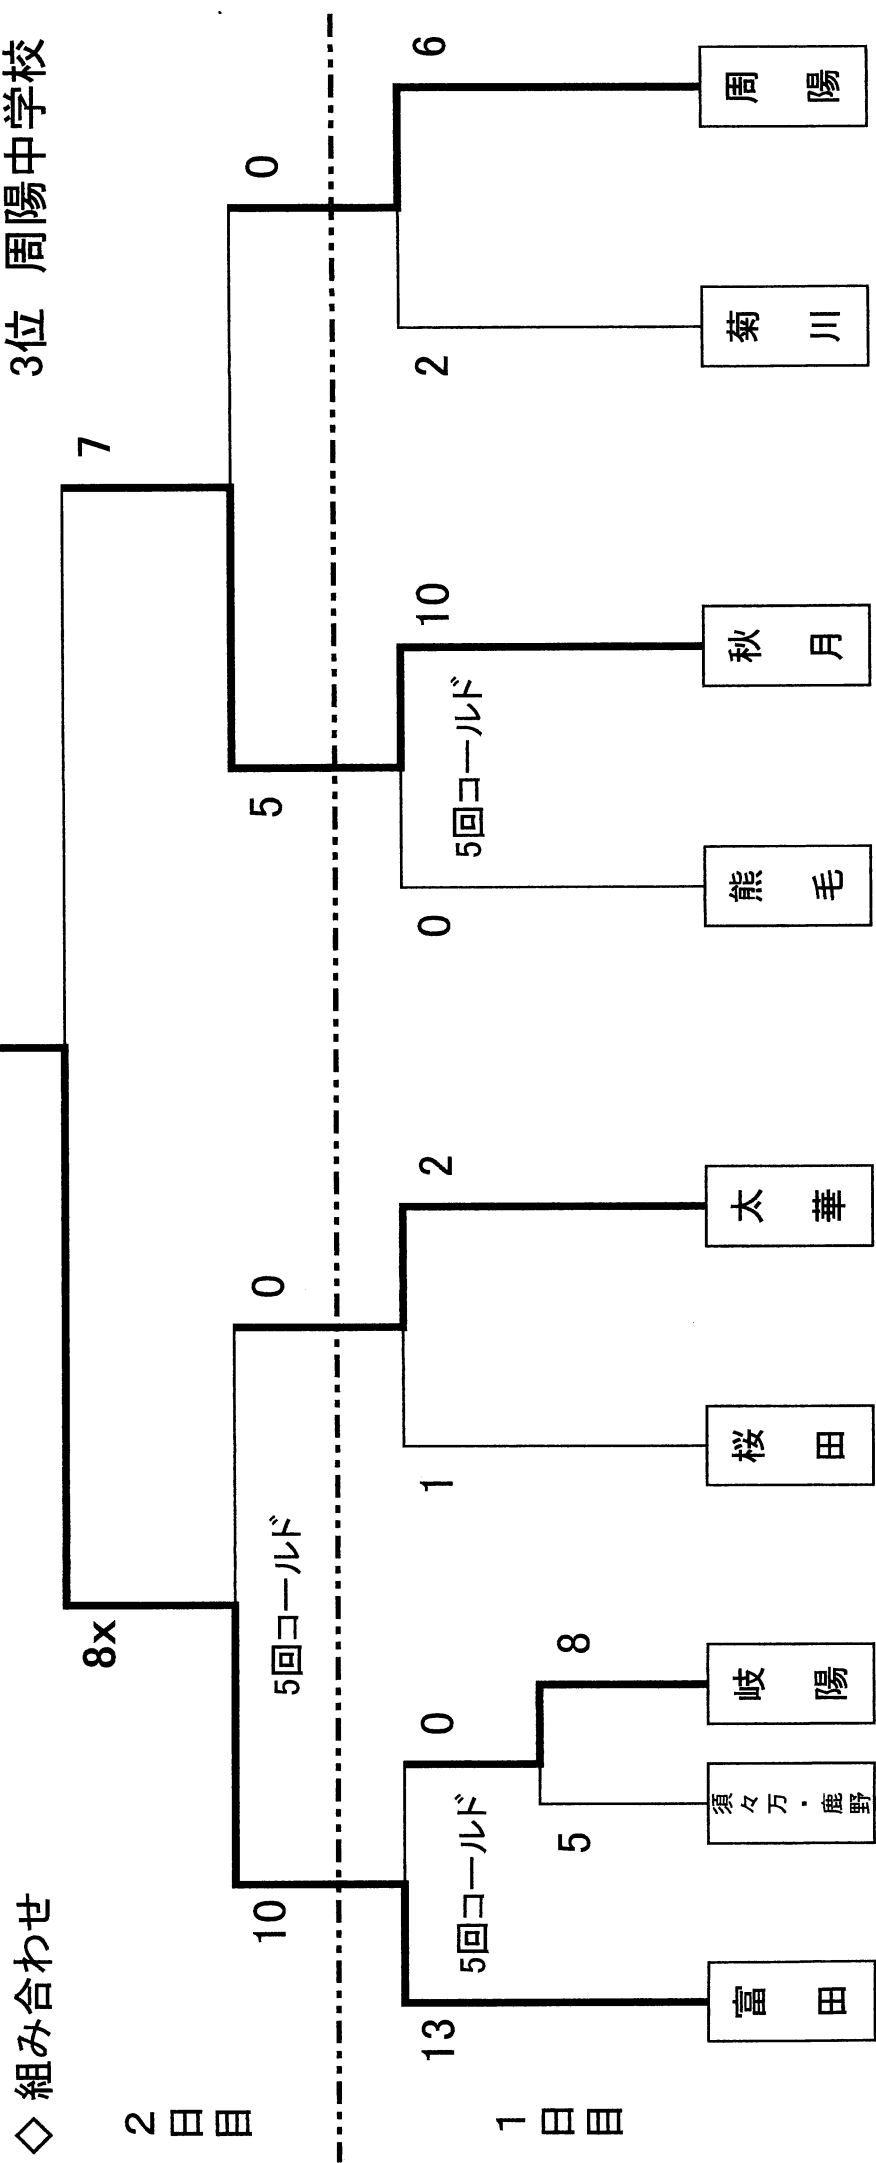 ◇ 組み合わせ
3位 周陽中学校
2日目
8x
7
10
5回コールド
0
5
0
1日目
13
5回コールド
0
5
8
1
2
0
5回コールド
10
2
6
富田
須々万・鹿野
岐陽
桜田
太華
熊毛
秋月
菊川
周陽